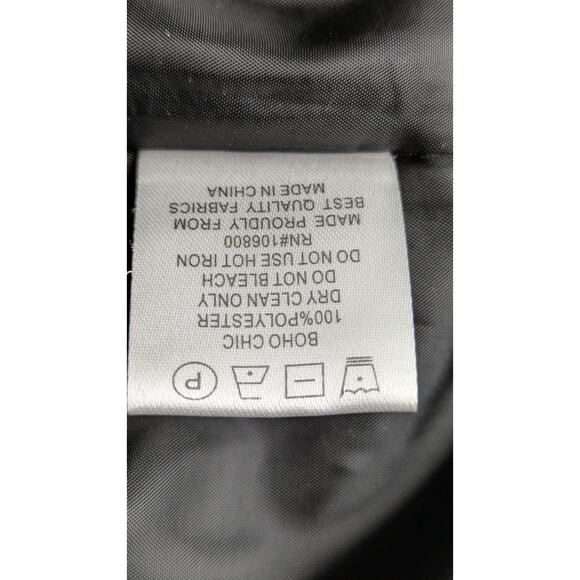 BOHO CHIC
100%POLYESTER
DRY CLEAN ONLY
DO NOT BLEACH
DO NOT USE HOT IRON
RN#106800
MADE PROUDLY FROM
BEST QUALITY FABRICS
MADE IN CHINA
P